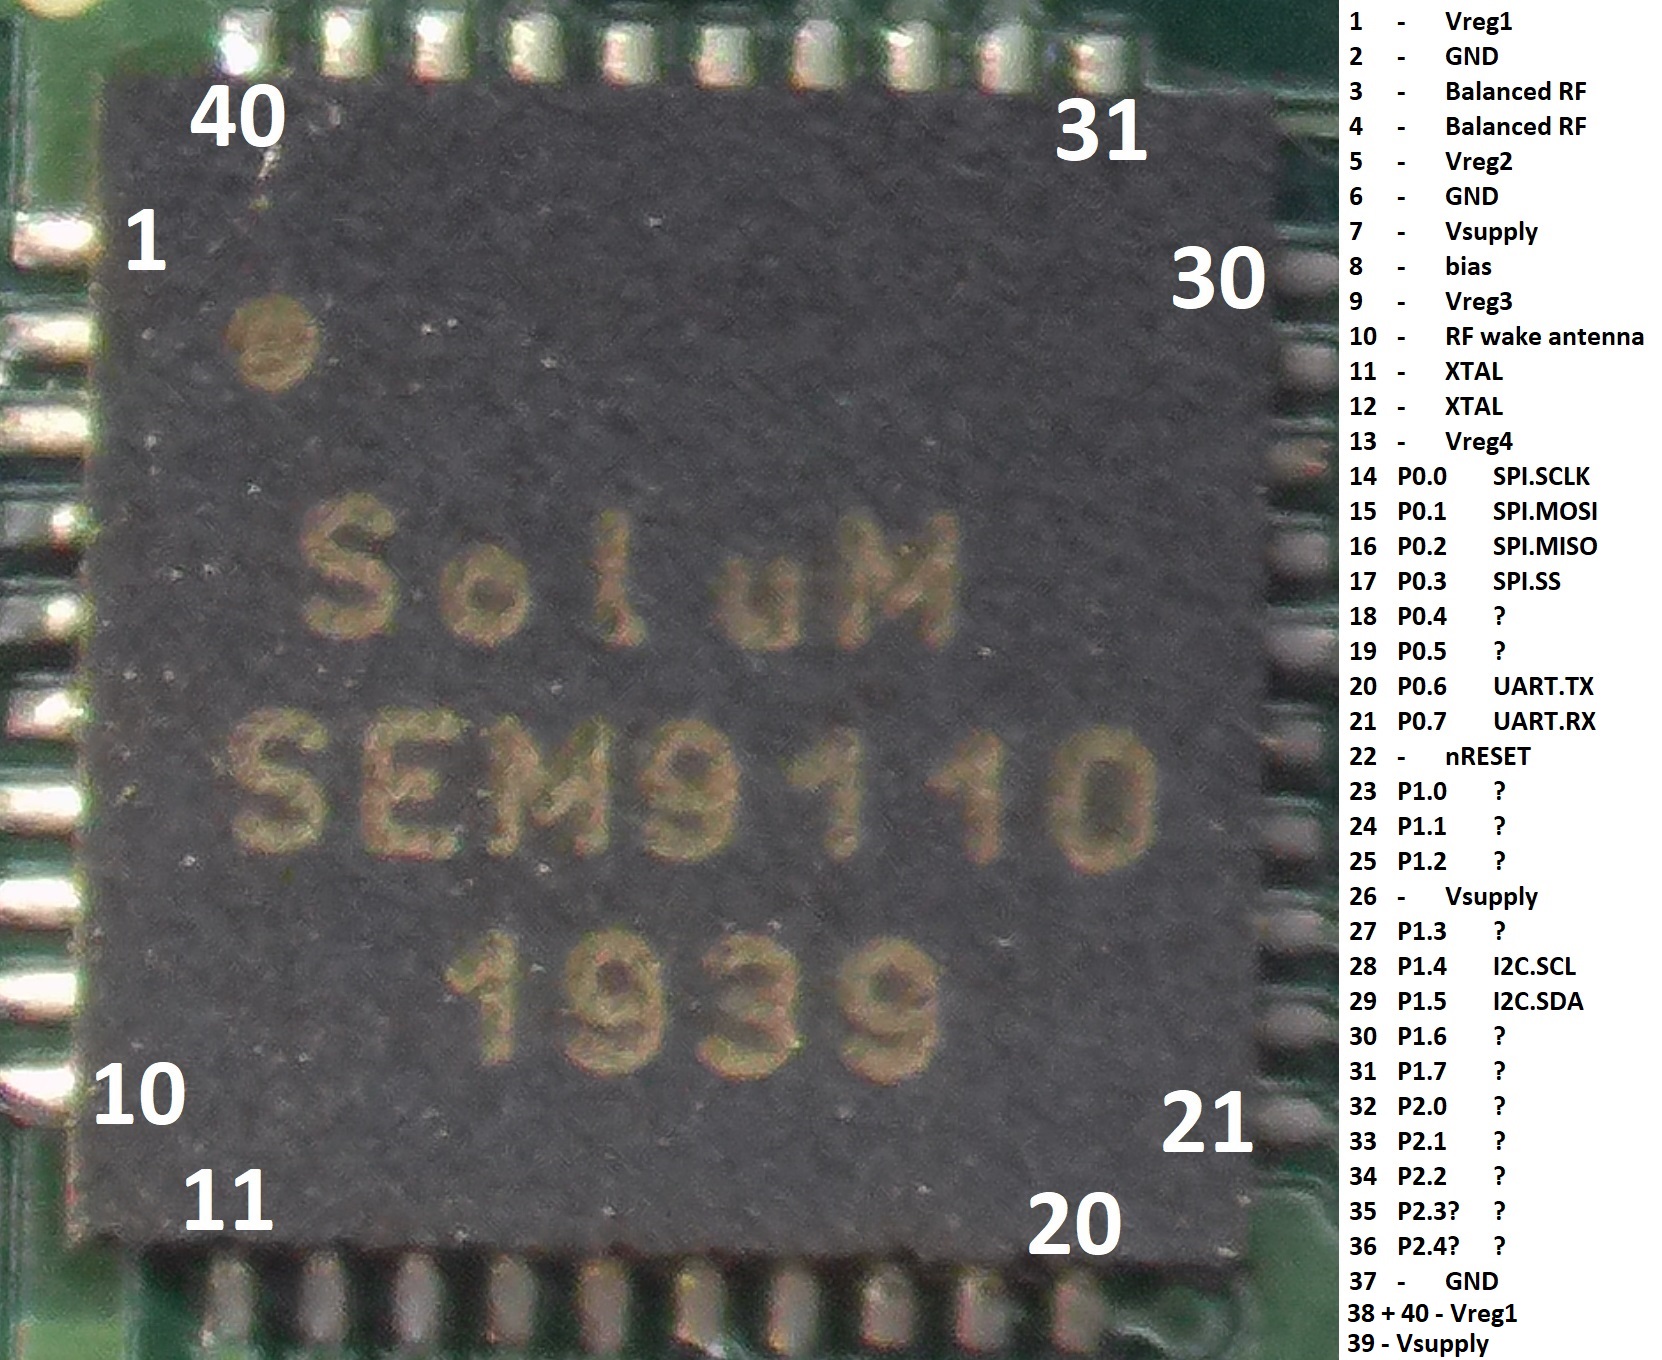 40
31
1
30
SoluM
SEM9110
1939
10
21
11
20
1 - Vreg1
2 - GND
3 - Balanced RF
4 - Balanced RF
5 - Vreg2
6 - GND
7 - Vsupply
8 - bias
9 - Vreg3
10 - RF wake antenna
11 - XTAL
12 - XTAL
13 - Vreg4
14 P0.0 SPI.SCLK
15 P0.1 SPI.MOSI
16 P0.2 SPI.MISO
17 P0.3 SPI.SS
18 P0.4 ?
19 P0.5 ?
20 P0.6 UART.TX
21 P0.7 UART.RX
22 - nRESET
23 P1.0 ?
24 P1.1 ?
25 P1.2 ?
26 - Vsupply
27 P1.3 ?
28 P1.4 I2C.SCL
29 P1.5 I2C.SDA
30 P1.6 ?
31 P1.7 ?
32 P2.0 ?
33 P2.1 ?
34 P2.2 ?
35 P2.3? ?
36 P2.4? ?
37 - GND
38 + 40 - Vreg1
39 - Vsupply